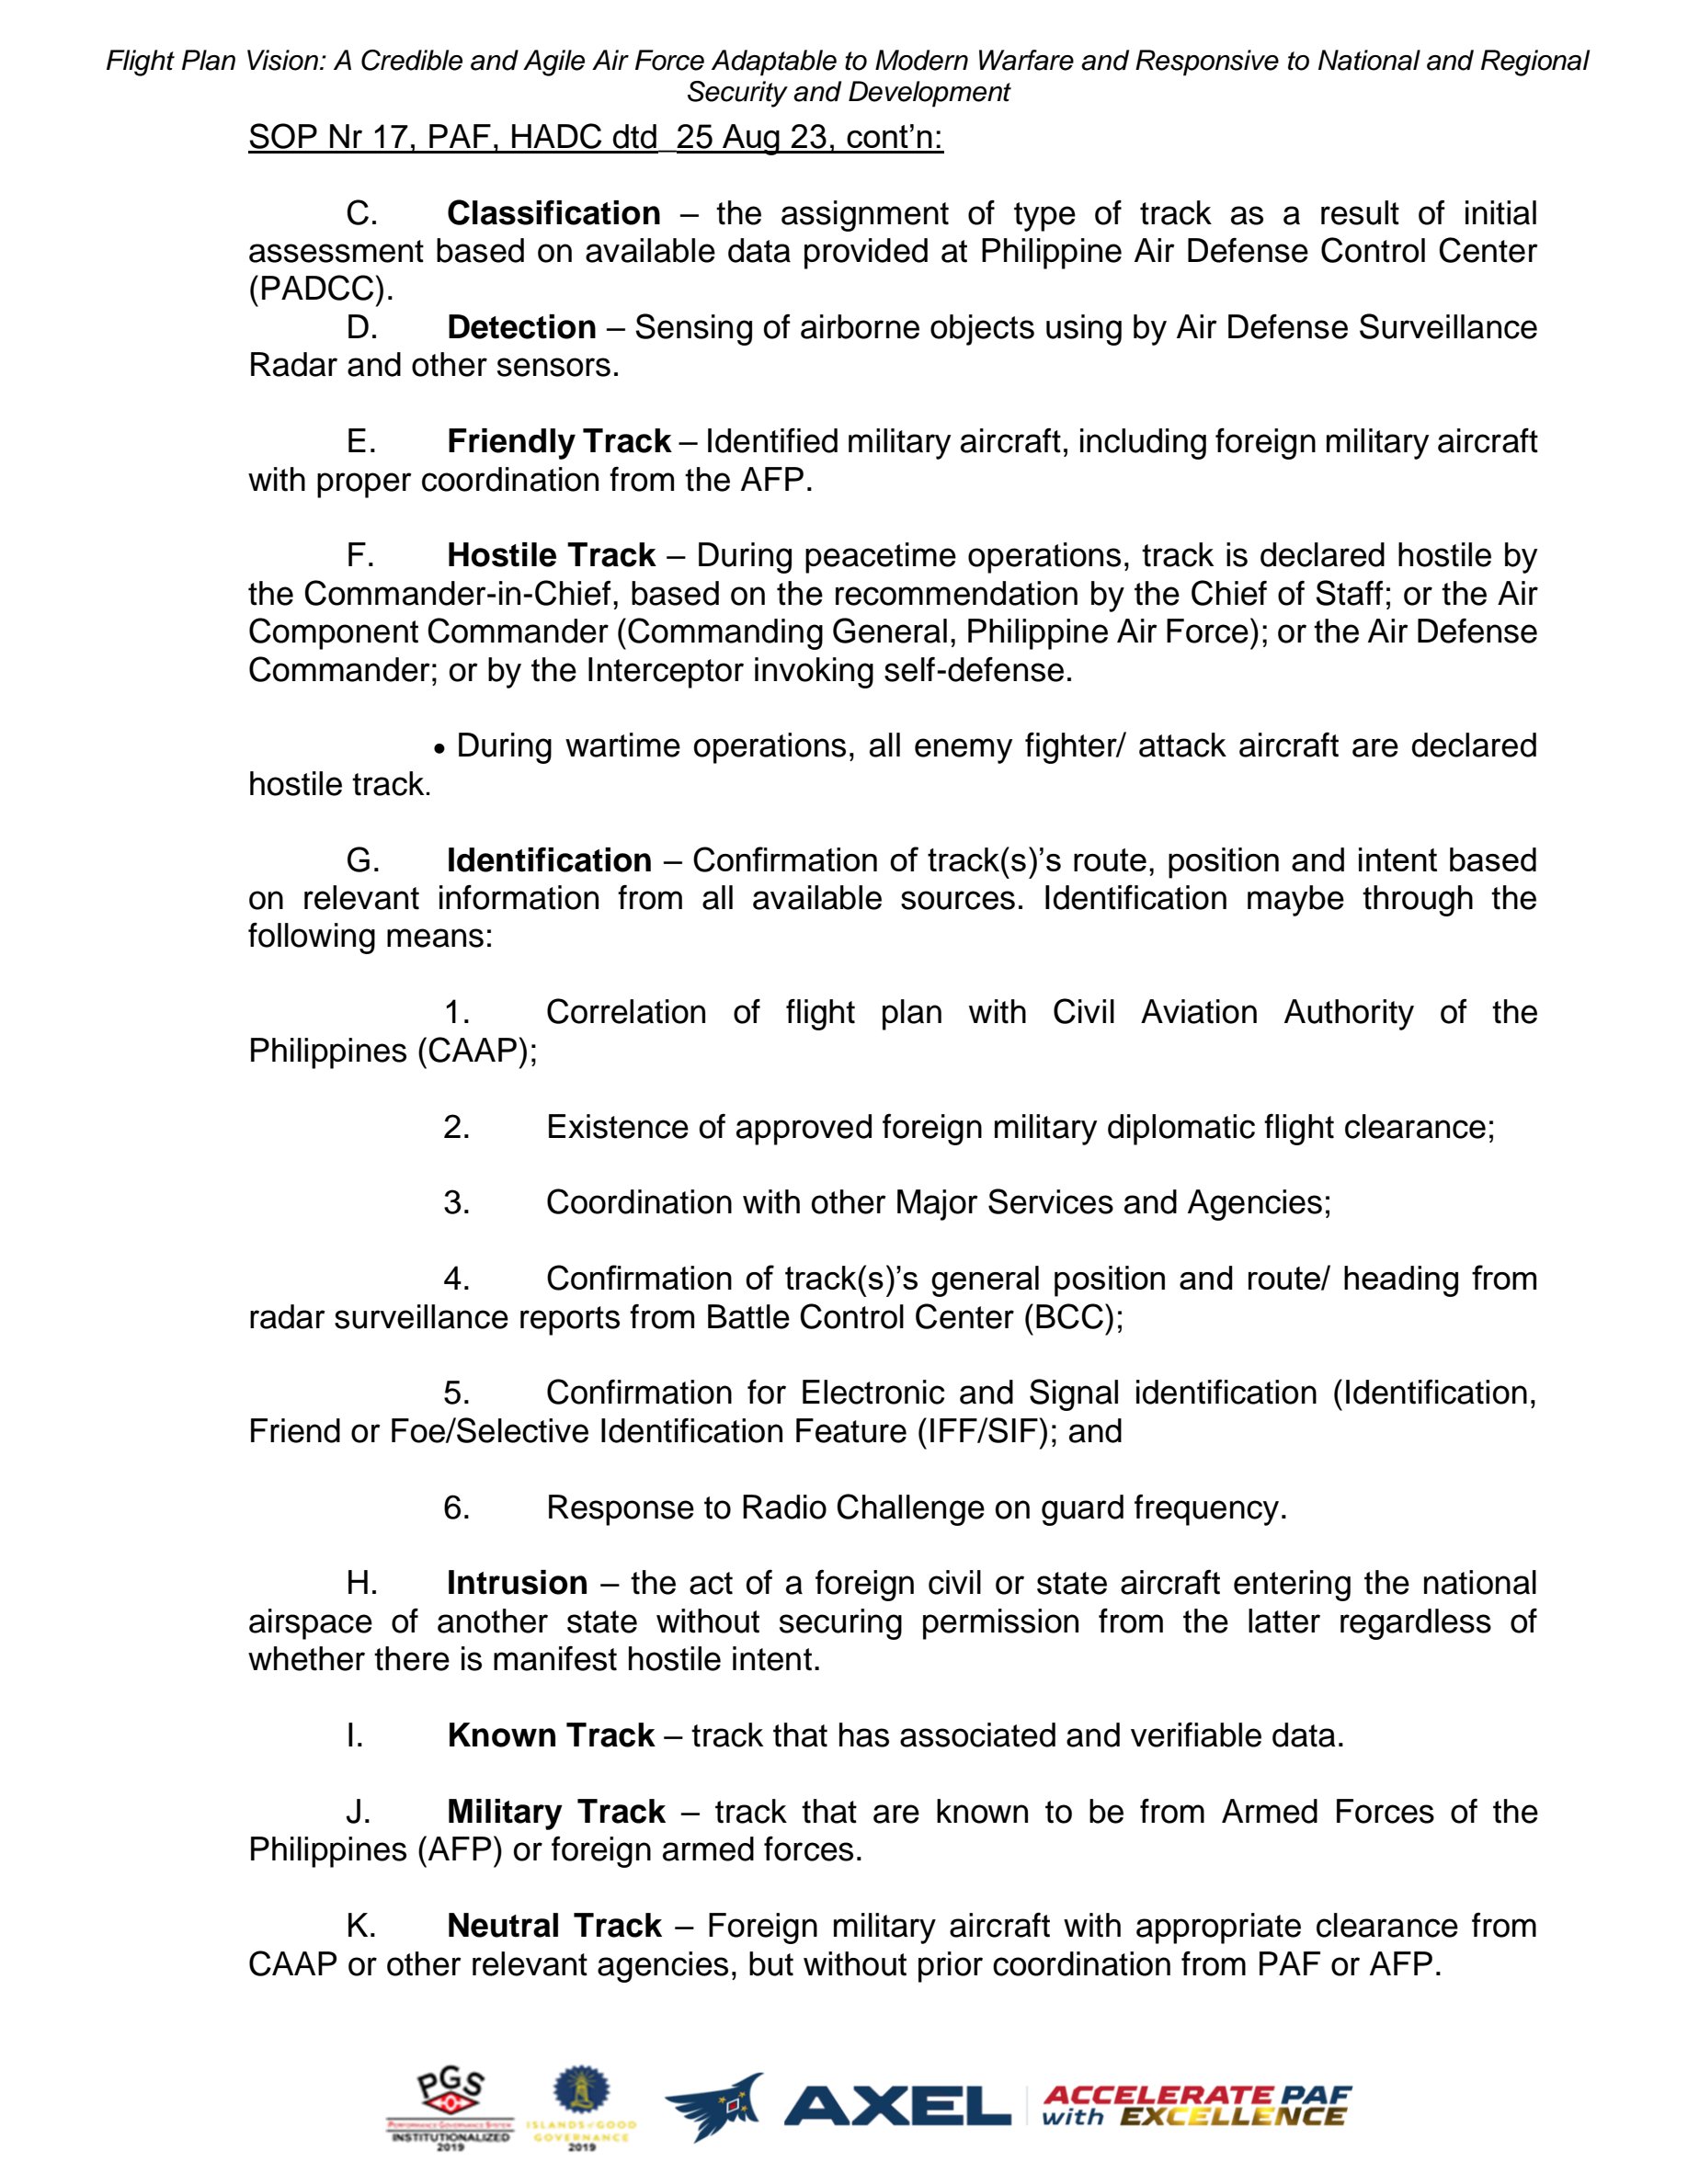 Flight Plan Vision: A Credible and Agile Air Force Adaptable to Modern Warfare and Responsive to National and Regional
Security and Development
SOP Nr 17, PAF, HADC dtd 25 Aug 23, cont’n:
C. Classification – the assignment of type of track as a result of initial
assessment based on available data provided at Philippine Air Defense Control Center
(PADCC).
D. Detection – Sensing of airborne objects using by Air Defense Surveillance
Radar and other sensors.
E. Friendly Track – Identified military aircraft, including foreign military aircraft
with proper coordination from the AFP.
F. Hostile Track – During peacetime operations, track is declared hostile by
the Commander-in-Chief, based on the recommendation by the Chief of Staff; or the Air
Component Commander (Commanding General, Philippine Air Force); or the Air Defense
Commander; or by the Interceptor invoking self-defense.
• During wartime operations, all enemy fighter/ attack aircraft are declared
hostile track.
G. Identification – Confirmation of track(s)’s route, position and intent based
on relevant information from all available sources. Identification maybe through the
following means:
1. Correlation of flight plan with Civil Aviation Authority of the
Philippines (CAAP);
2. Existence of approved foreign military diplomatic flight clearance;
3. Coordination with other Major Services and Agencies;
4. Confirmation of track(s)’s general position and route/ heading from
radar surveillance reports from Battle Control Center (BCC);
5. Confirmation for Electronic and Signal identification (Identification,
Friend or Foe/Selective Identification Feature (IFF/SIF); and
6. Response to Radio Challenge on guard frequency.
H. Intrusion – the act of a foreign civil or state aircraft entering the national
airspace of another state without securing permission from the latter regardless of
whether there is manifest hostile intent.
I. Known Track – track that has associated and verifiable data.
J. Military Track – track that are known to be from Armed Forces of the
Philippines (AFP) or foreign armed forces.
K. Neutral Track – Foreign military aircraft with appropriate clearance from
CAAP or other relevant agencies, but without prior coordination from PAF or AFP.
PGS
PERFORMANCE GOVERNANCE SYSTEM
INSTITUTIONALIZED
2019
ISLANDS of GOOD
GOVERNANCE
2019
AXEL
ACCELERATE PAF
with EXCELLENCE